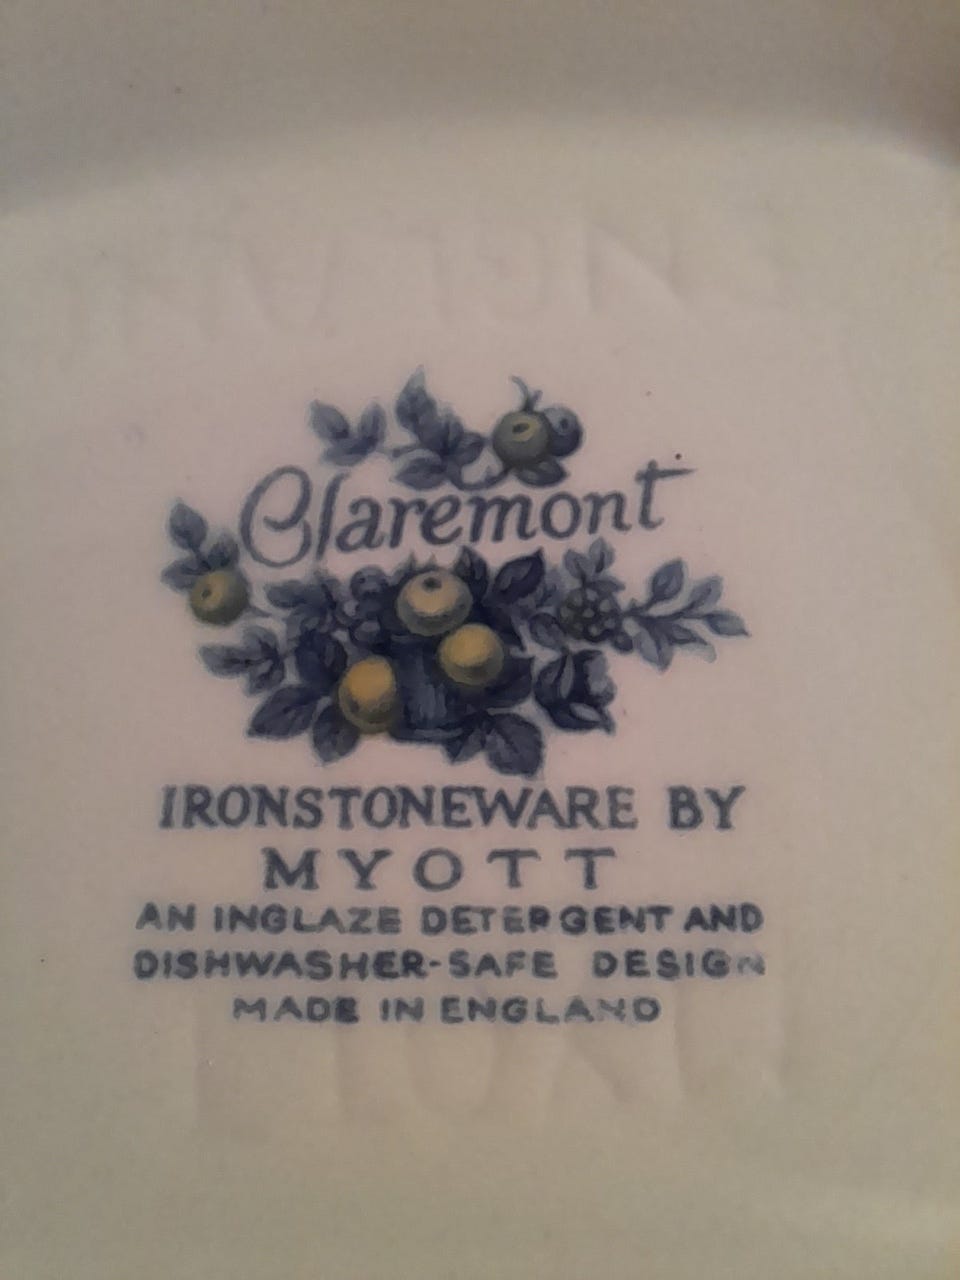 Claremont
IRONSTONEWARE BY
MYOTT
AN INGLAZE DETERGENT AND
DISHWASHER-SAFE DESIGN
MADE IN ENGLAND